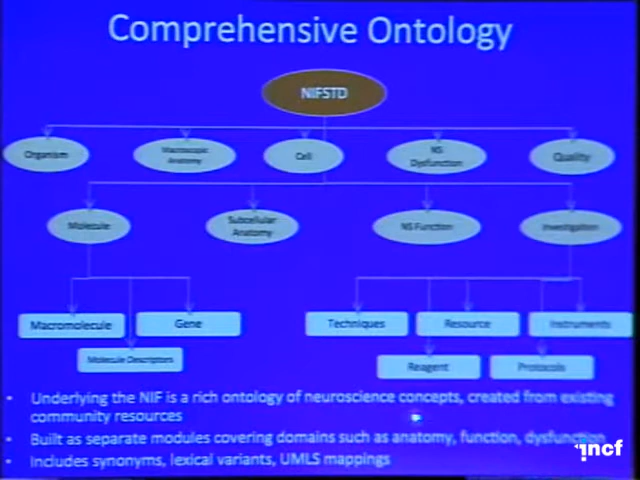 Comprehensive Ontology
NIFSTD
Organism
Macroscopic
Anatomy
Cell
NS
Dysfunction
Quality
Molecule
Subcellular
Anatomy
NS Function
Investigation
Macromolecule
Gene
Techniques
Resource
Instruments
Molecule Descriptors
Reagent
Protocols
• Underlying the NIF is a rich ontology of neuroscience concepts, created from existing
community resources
• Built as separate modules covering domains such as anatomy, function, dysfunction
• Includes synonyms, lexical variants, UMLS mappings
incf